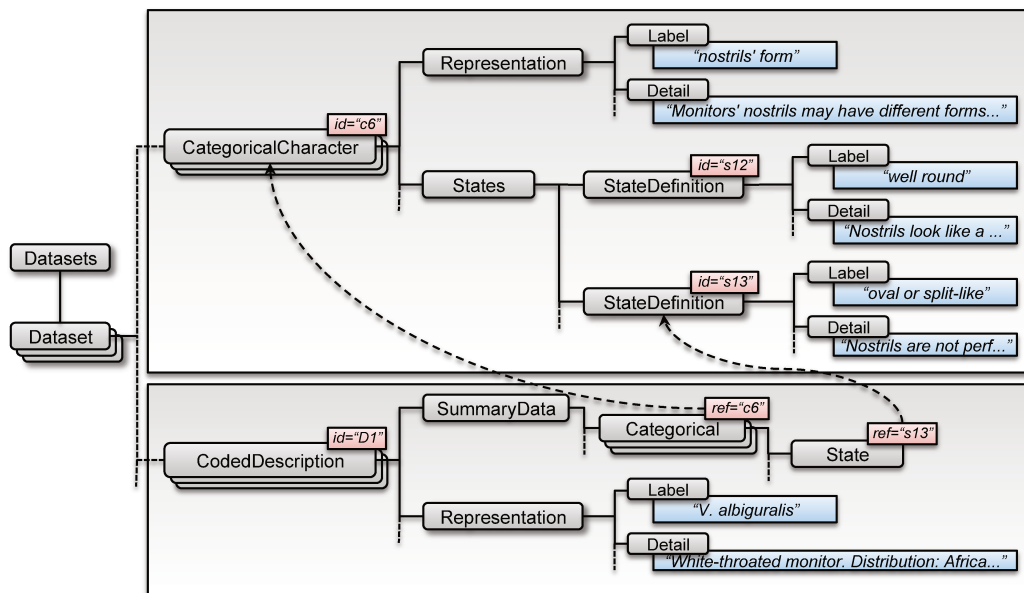 Label
“nostrils' form”
Representation
Detail
“Monitors' nostrils may have different forms...”
id=“c6”
CategoricalCharacter
Label
“well round”
id=“s12”
States
StateDefinition
Detail
“Nostrils look like a ...”
Datasets
Label
“oval or split-like”
id=“s13”
StateDefinition
Detail
“Nostrils are not perf...”
Dataset
SummaryData
ref=“c6”
Categorical
ref=“s13”
State
id=“D1”
CodedDescription
Label
“V. albiguralis”
Representation
Detail
“White-throated monitor. Distribution: Africa...”